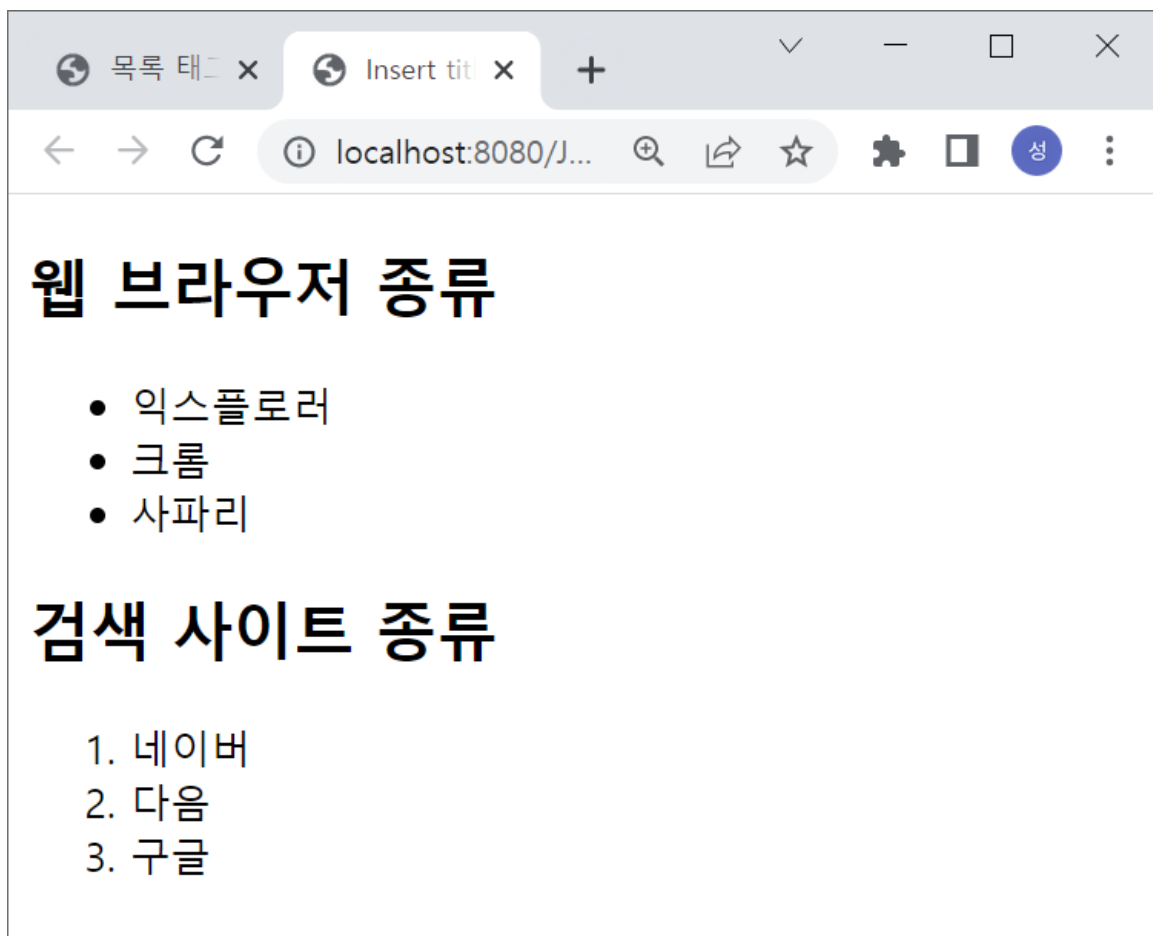 목록 태그
Insert tit
localhost:8080/J...
성
웹 브라우저 종류
익스플로러
크롬
사파리
검색 사이트 종류
1. 네이버
2. 다음
3. 구글